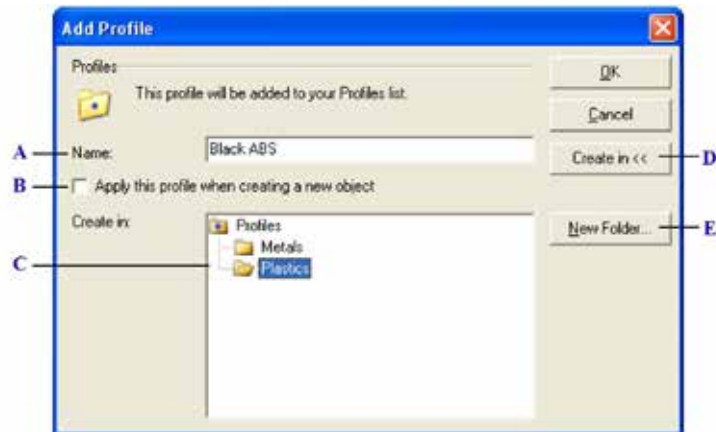 Add Profile
Profiles
This profile will be added to your Profiles list.
OK
Cancel
A
Name:
Black ABS
Create in <<
D
B
Apply this profile when creating a new object
Create in:
Profiles
Metals
Plastics
New Folder...
E
C